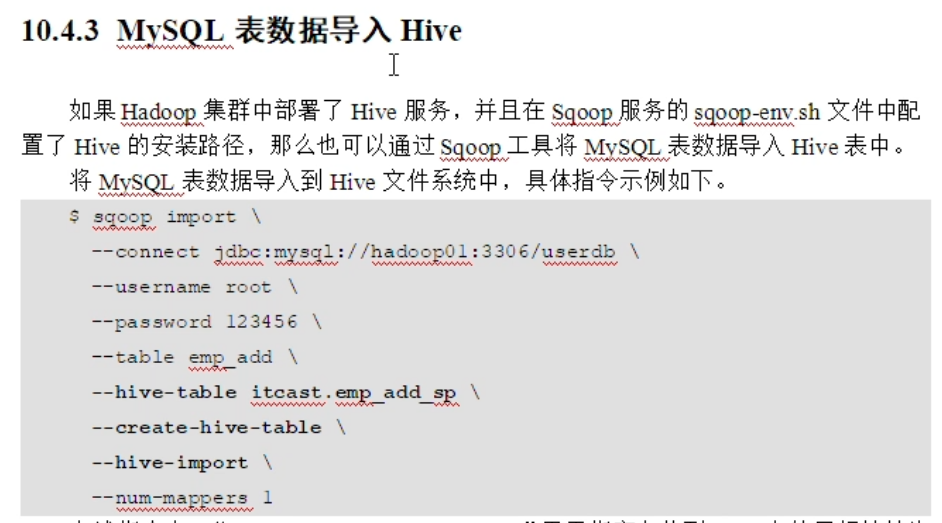 10.4.3 MySQL 表数据导入 Hive
如果 Hadoop 集群中部署了 Hive 服务，并且在 Sqoop 服务的 sqoop-env.sh 文件中配
置了 Hive 的安装路径，那么也可以通过 Sqoop 工具将 MySQL 表数据导入 Hive 表中。
将 MySQL 表数据导入到 Hive 文件系统中，具体指令示例如下。
$ sqoop import \
--connect jdbc:mysql://hadoop01:3306/userdb \
--username root \
--password 123456 \
--table emp_add \
--hive-table itcast.emp_add_sp \
--create-hive-table \
--hive-import \
--num-mappers 1